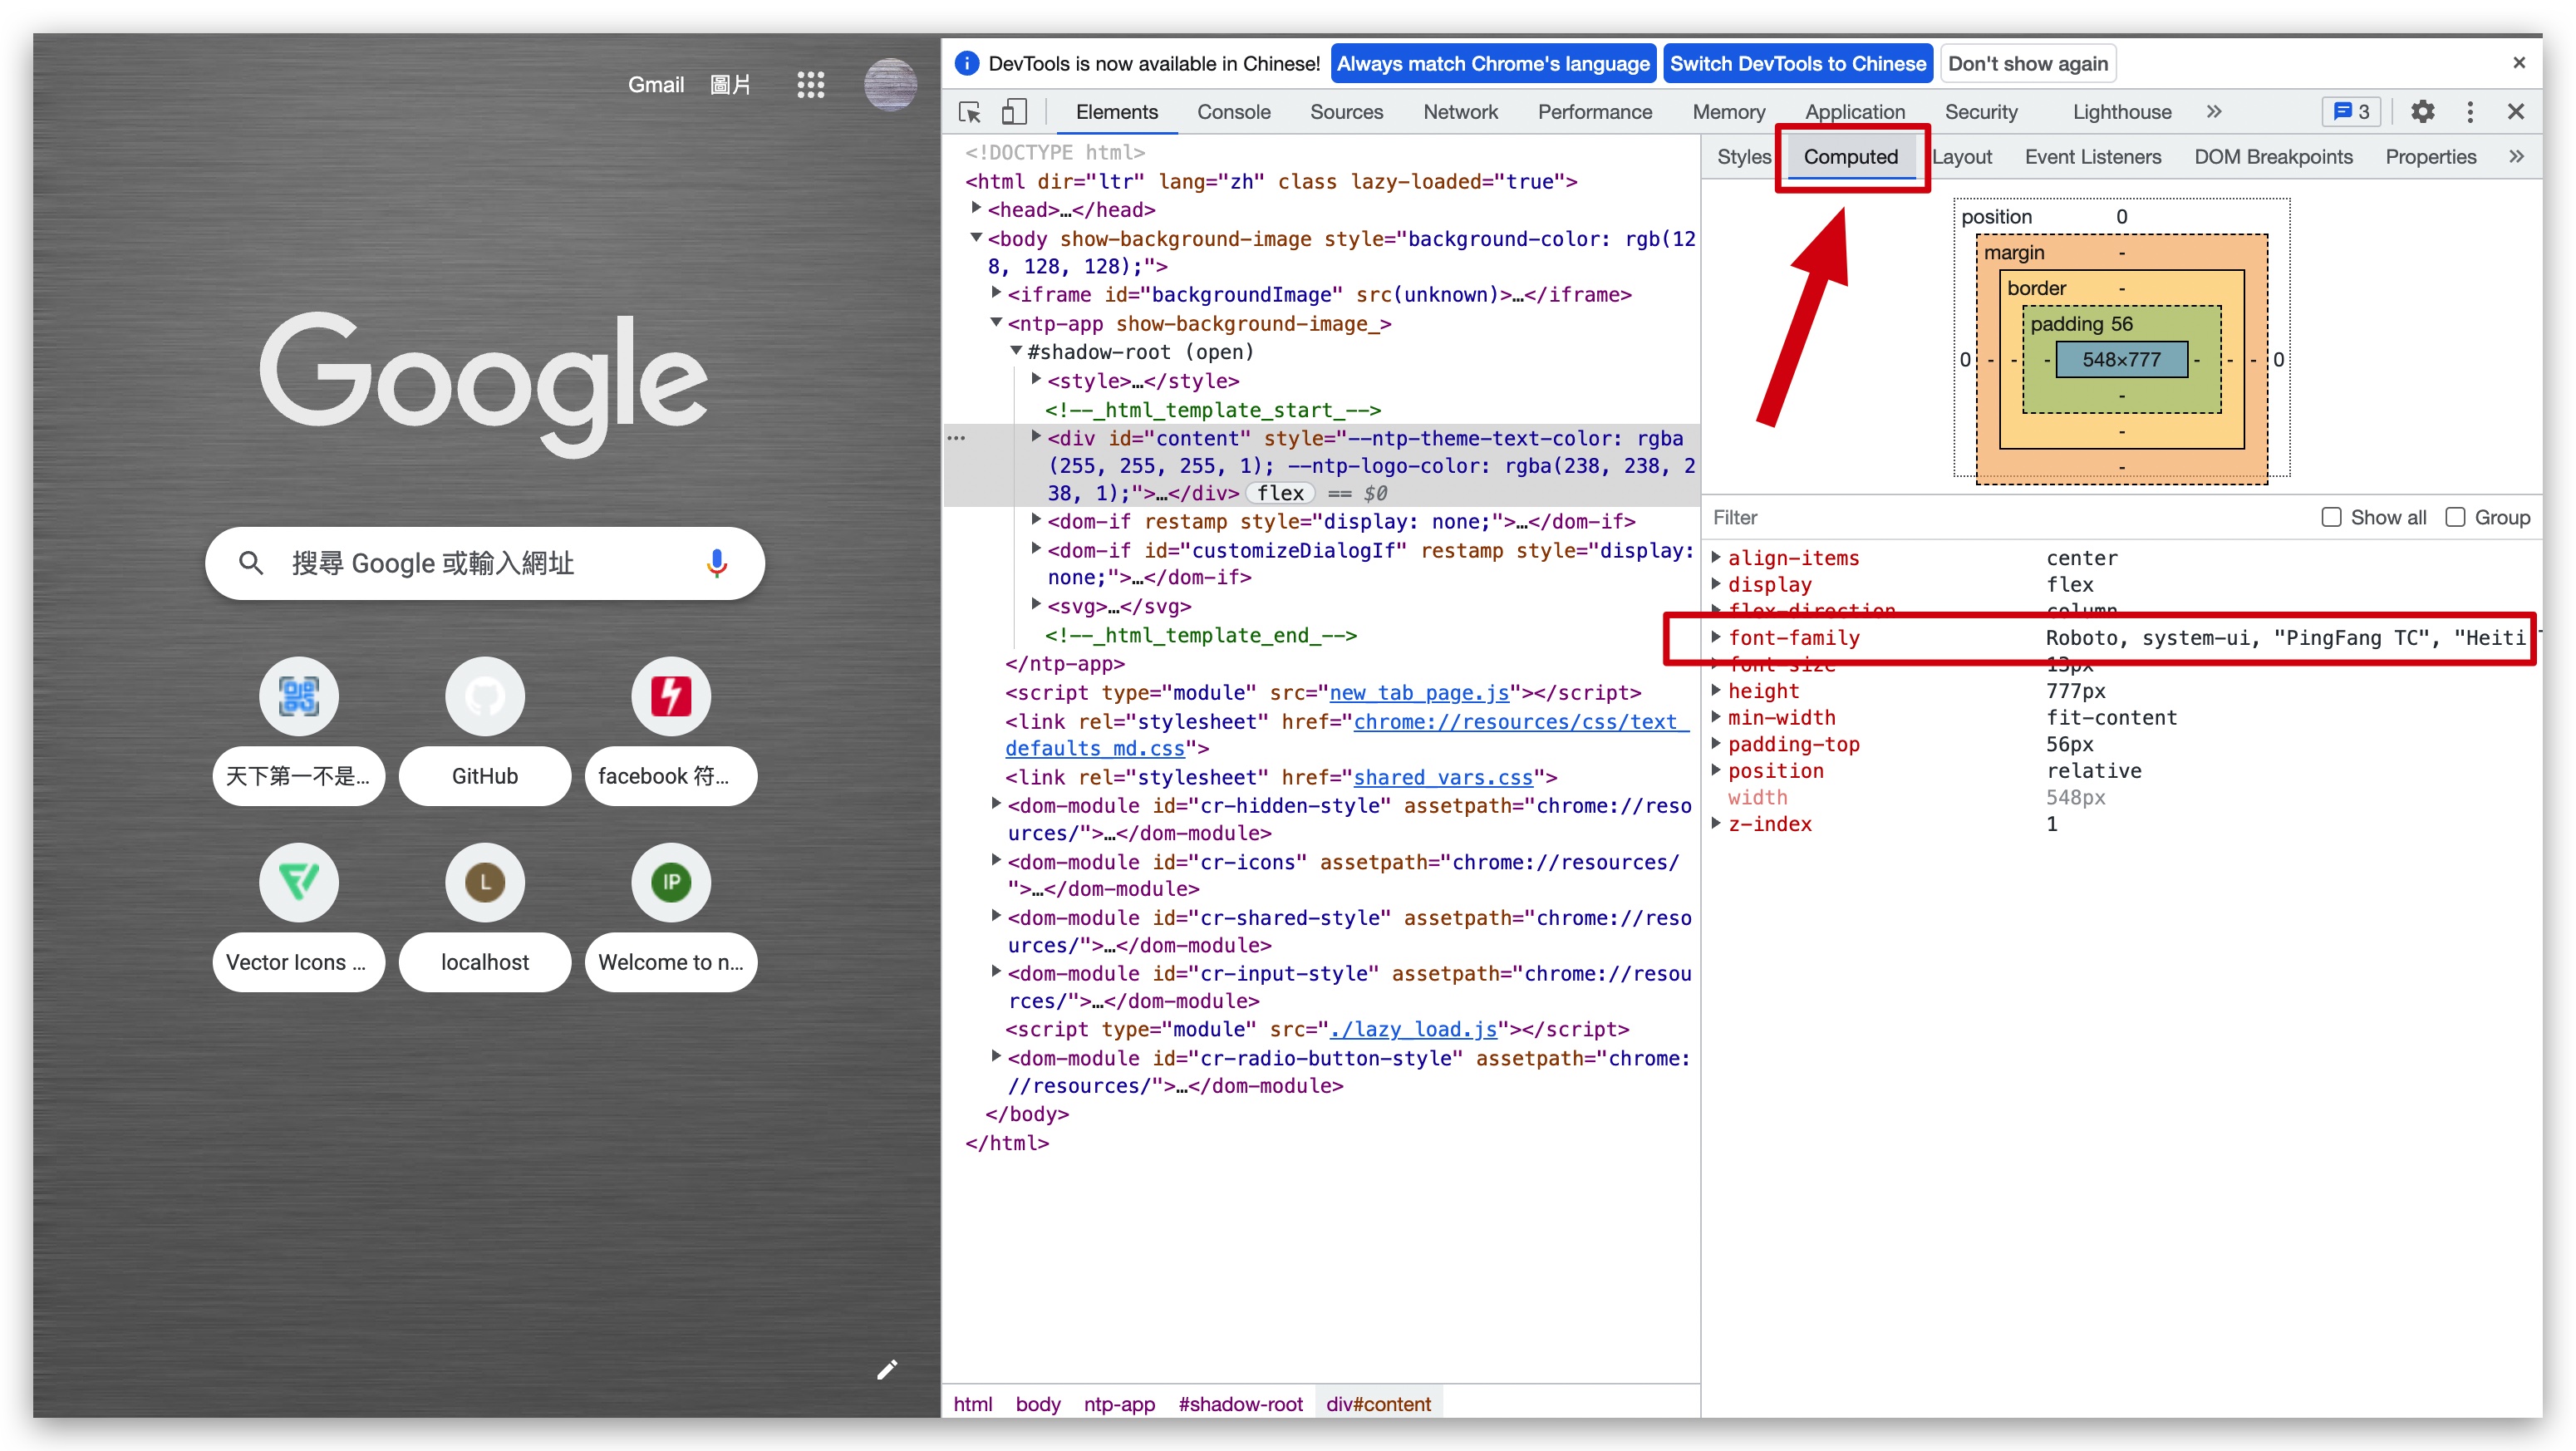 Gmail 圖片
Google
搜尋 Google 或輸入網址
天下第一不是... GitHub facebook 符...
L IP
Vector Icons ... localhost Welcome to n...
DevTools is now available in Chinese! Always match Chrome's language Switch DevTools to Chinese Don't show again ×
Elements Console Sources Network Performance Memory Application Security Lighthouse » 3
<!DOCTYPE html>
<html dir="ltr" lang="zh" class lazy-loaded="true">
<head>…</head>
<body show-background-image style="background-color: rgb(12
8, 128, 128);">
<iframe id="backgroundImage" src(unknown)>…</iframe>
<ntp-app show-background-image_>
#shadow-root (open)
<style>…</style>
<!--_html_template_start_-->
<div id="content" style="--ntp-theme-text-color: rgba
(255, 255, 255, 1); --ntp-logo-color: rgba(238, 238, 2
38, 1);">…</div> flex == $0
<dom-if restamp style="display: none;">…</dom-if>
<dom-if id="customizeDialogIf" restamp style="display:
none;">…</dom-if>
<svg>…</svg>
<!--_html_template_end_-->
</ntp-app>
<script type="module" src="new_tab_page.js"></script>
<link rel="stylesheet" href="chrome://resources/css/text_
defaults_md.css">
<link rel="stylesheet" href="shared_vars.css">
<dom-module id="cr-hidden-style" assetpath="chrome://reso
urces/">…</dom-module>
<dom-module id="cr-icons" assetpath="chrome://resources/
">…</dom-module>
<dom-module id="cr-shared-style" assetpath="chrome://reso
urces/">…</dom-module>
<dom-module id="cr-input-style" assetpath="chrome://resou
rces/">…</dom-module>
<script type="module" src="./lazy_load.js"></script>
<dom-module id="cr-radio-button-style" assetpath="chrome:
//resources/">…</dom-module>
</body>
</html>
html body ntp-app #shadow-root div#content
Styles Computed Layout Event Listeners DOM Breakpoints Properties »
position 0
margin -
border -
padding 56
0 - - - 548×777 - - - 0
-
-
-
Filter Show all Group
align-items center
display flex
flex-direction column
font-family Roboto, system-ui, "PingFang TC", "Heiti
font-size 13px
height 777px
min-width fit-content
padding-top 56px
position relative
width 548px
z-index 1